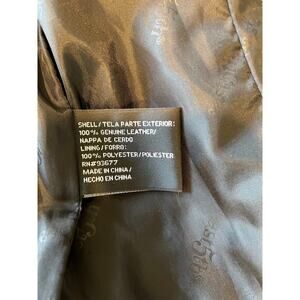 SHELL / TELA PARTE EXTERIOR:
100% GENUINE LEATHER/
NAPPA DE CERDO
LINING / FORRO:
100% POLYESTER/POLIESTER
RN#93677
MADE IN CHINA /
HECHO EN CHINA